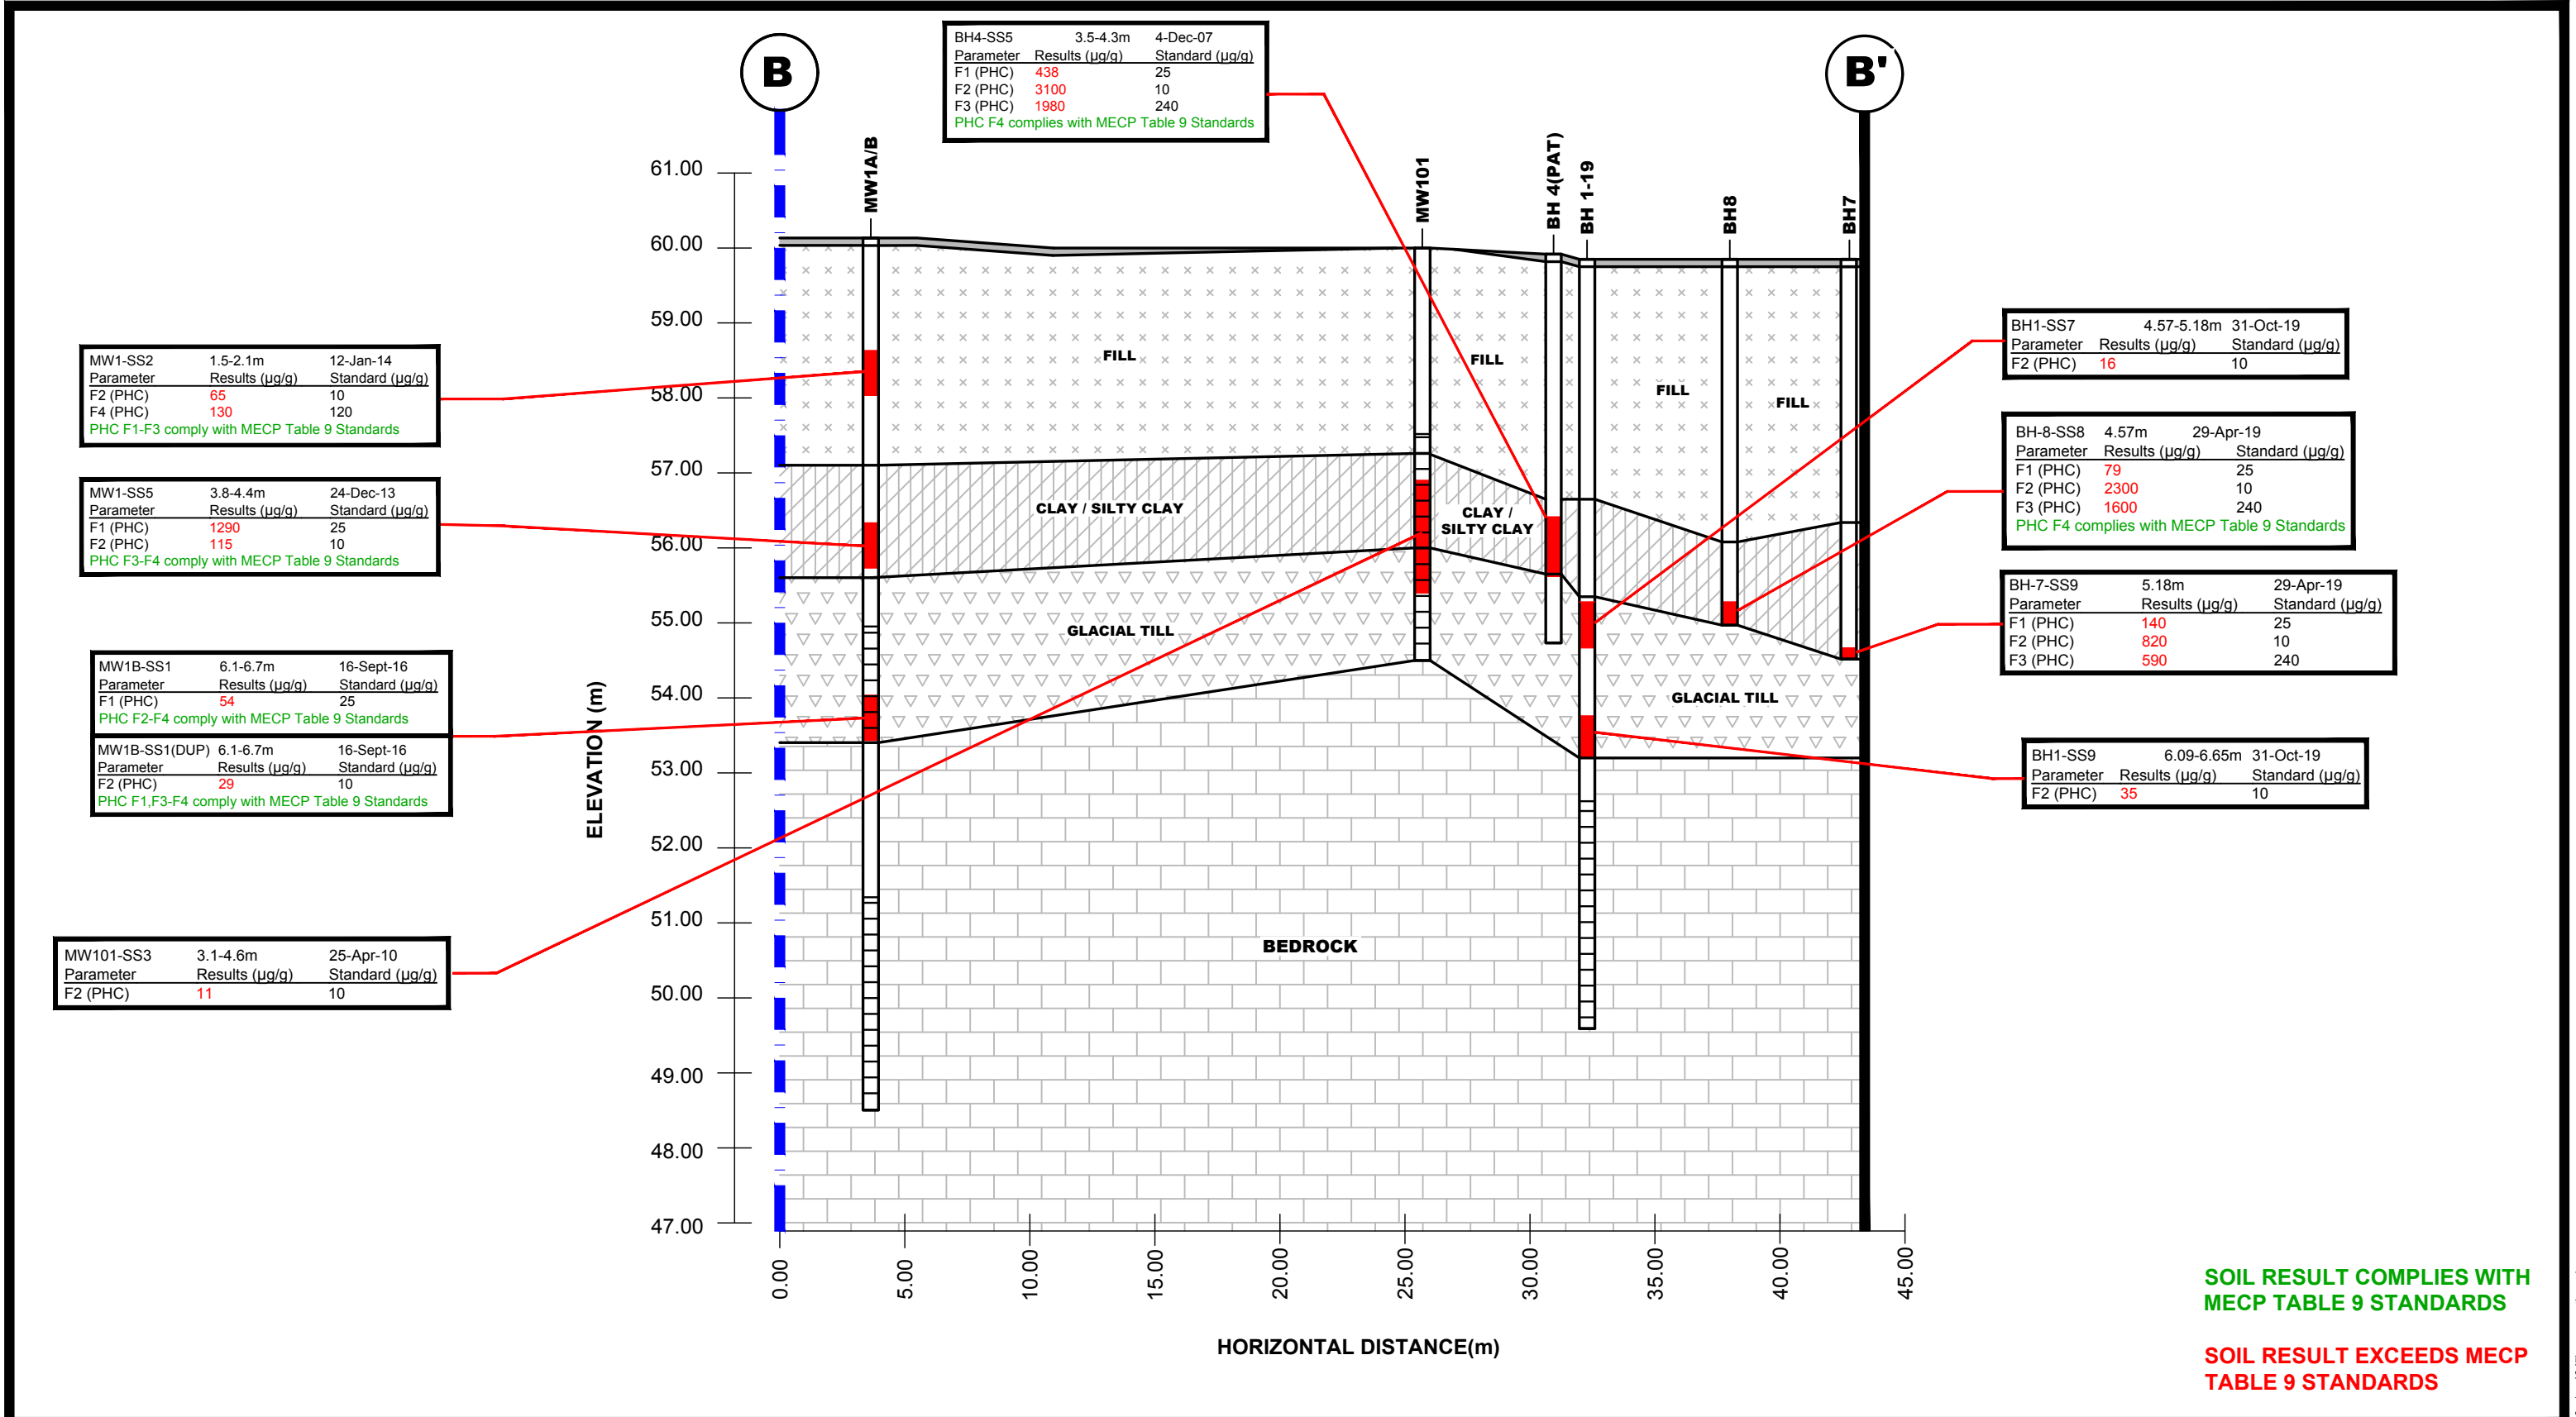 B
B'
BH4-SS5 3.5-4.3m 4-Dec-07
Parameter Results (µg/g) Standard (µg/g)
F1 (PHC) 438 25
F2 (PHC) 3100 10
F3 (PHC) 1980 240
PHC F4 complies with MECP Table 9 Standards
MW1A/B
MW101
BH 4(PAT)
BH 1-19
BH8
BH7
MW1-SS2 1.5-2.1m 12-Jan-14
Parameter Results (µg/g) Standard (µg/g)
F2 (PHC) 65 10
F4 (PHC) 130 120
PHC F1-F3 comply with MECP Table 9 Standards
MW1-SS5 3.8-4.4m 24-Dec-13
Parameter Results (µg/g) Standard (µg/g)
F1 (PHC) 1290 25
F2 (PHC) 115 10
PHC F3-F4 comply with MECP Table 9 Standards
MW1B-SS1 6.1-6.7m 16-Sept-16
Parameter Results (µg/g) Standard (µg/g)
F1 (PHC) 54 25
PHC F2-F4 comply with MECP Table 9 Standards
MW1B-SS1(DUP) 6.1-6.7m 16-Sept-16
Parameter Results (µg/g) Standard (µg/g)
F2 (PHC) 29 10
PHC F1,F3-F4 comply with MECP Table 9 Standards
MW101-SS3 3.1-4.6m 25-Apr-10
Parameter Results (µg/g) Standard (µg/g)
F2 (PHC) 11 10
ELEVATION (m)
61.00
60.00
59.00
58.00
57.00
56.00
55.00
54.00
53.00
52.00
51.00
50.00
49.00
48.00
47.00
FILL
FILL
FILL
FILL
CLAY / SILTY CLAY
CLAY /
SILTY CLAY
GLACIAL TILL
GLACIAL TILL
BEDROCK
BH1-SS7 4.57-5.18m 31-Oct-19
Parameter Results (µg/g) Standard (µg/g)
F2 (PHC) 16 10
BH-8-SS8 4.57m 29-Apr-19
Parameter Results (µg/g) Standard (µg/g)
F1 (PHC) 79 25
F2 (PHC) 2300 10
F3 (PHC) 1600 240
PHC F4 complies with MECP Table 9 Standards
BH-7-SS9 5.18m 29-Apr-19
Parameter Results (µg/g) Standard (µg/g)
F1 (PHC) 140 25
F2 (PHC) 820 10
F3 (PHC) 590 240
BH1-SS9 6.09-6.65m 31-Oct-19
Parameter Results (µg/g) Standard (µg/g)
F2 (PHC) 35 10
0.00
5.00
10.00
15.00
20.00
25.00
30.00
35.00
40.00
45.00
HORIZONTAL DISTANCE(m)
SOIL RESULT COMPLIES WITH
MECP TABLE 9 STANDARDS
SOIL RESULT EXCEEDS MECP
TABLE 9 STANDARDS